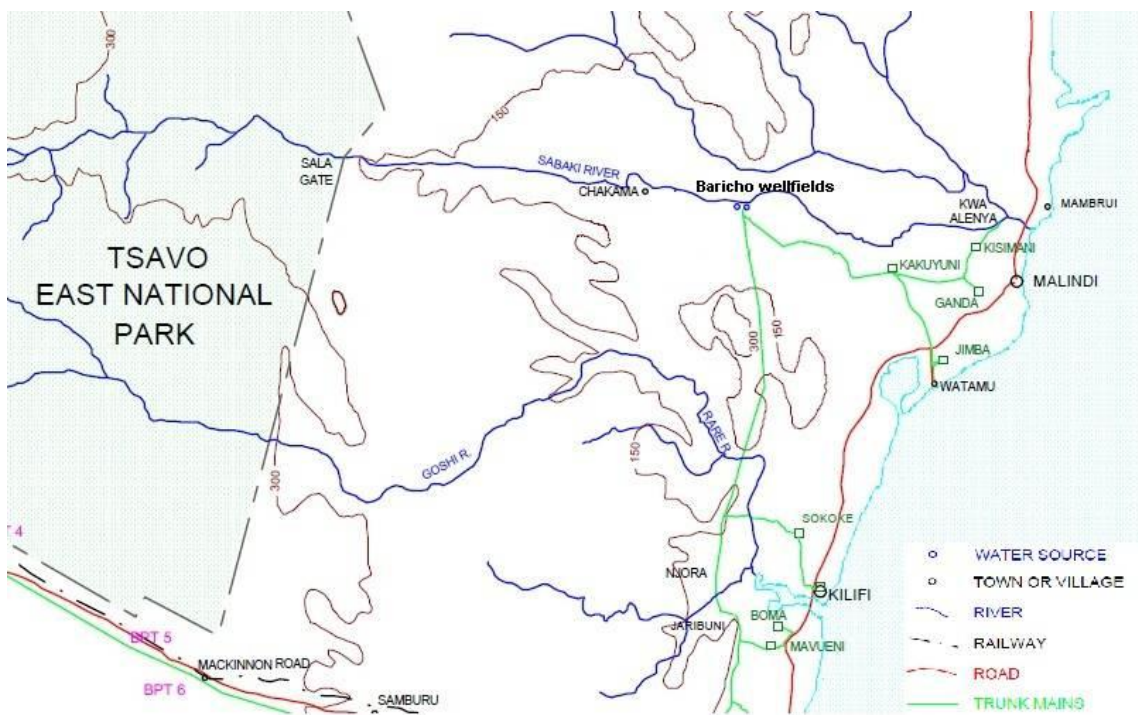 300
150
SALA
GATE
SABAKI RIVER
CHAKAMA
Baricho wellfields
KWA
ALENYA
MAMBRUI
KISIMANI
KAKUYUNI
GANDA
MALINDI
TSAVO
EAST NATIONAL
PARK
300
150
JIMBA
WATAMU
RARE R.
GOSHI R.
150
300
SOKOKE
NJORA
KILIFI
BOMA
JARIBUNI
MAVUENI
T 4
BPT 5
MACKINNON ROAD
BPT 6
SAMBURU
WATER SOURCE
TOWN OR VILLAGE
RIVER
RAILWAY
ROAD
TRUNK MAINS